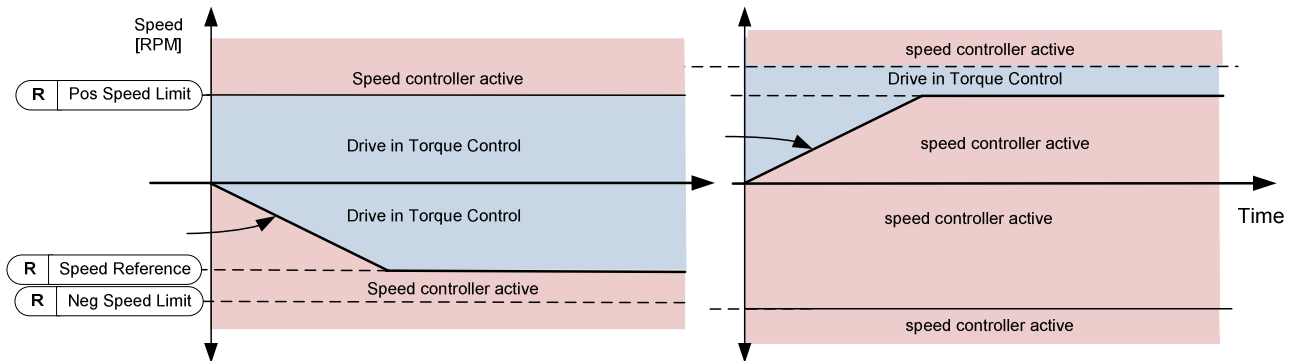 Speed
[RPM]
Speed controller active
R Pos Speed Limit
Drive in Torque Control
Drive in Torque Control
R Speed Reference
Speed controller active
R Neg Speed Limit
speed controller active
Drive in Torque Control
speed controller active
speed controller active
Time
speed controller active